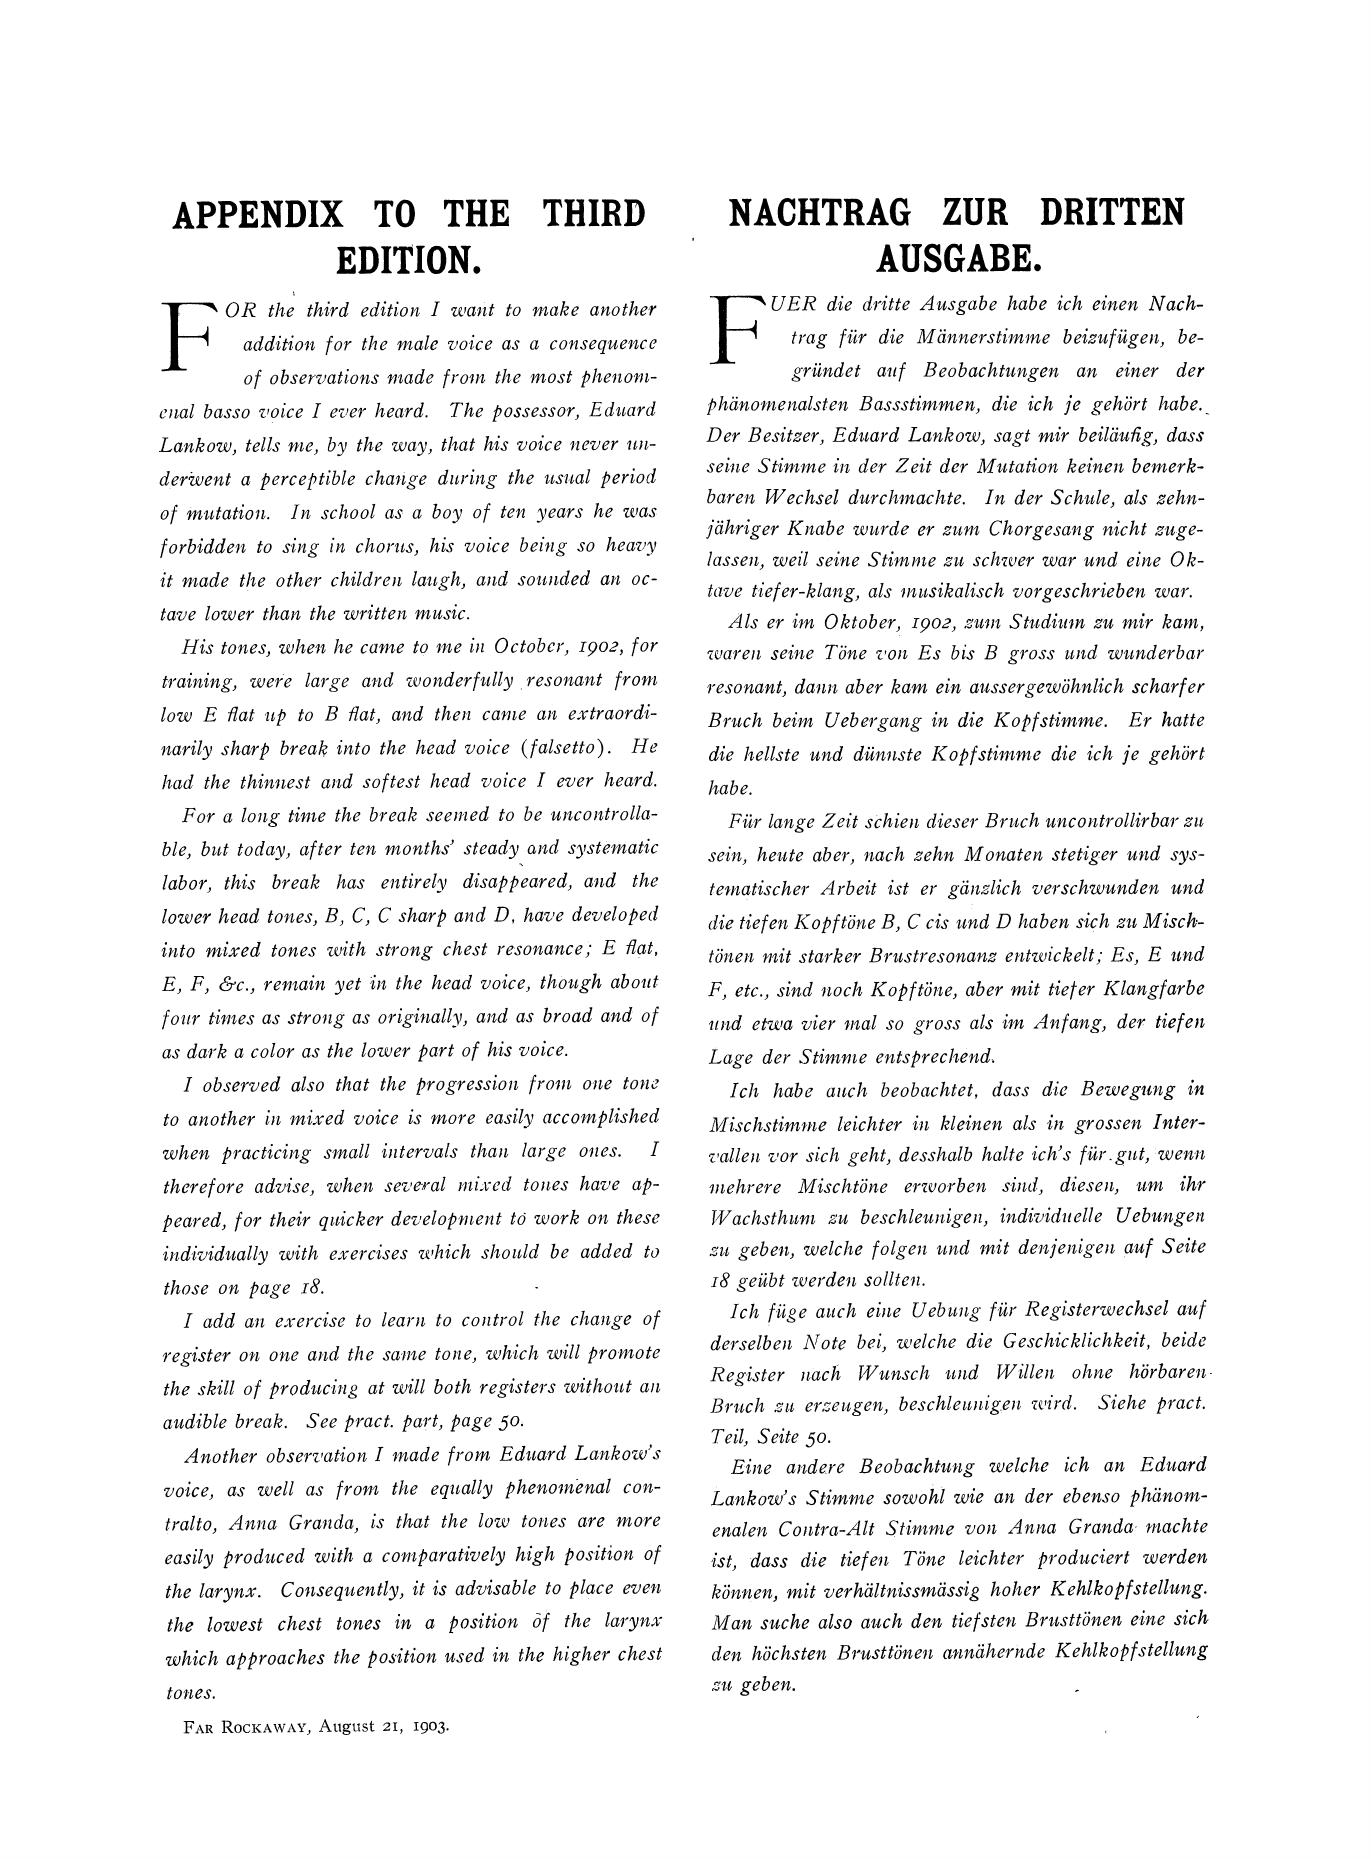 APPENDIX TO THE THIRD
EDITION.
FOR the third edition I want to make another
addition for the male voice as a consequence
of observations made from the most phenom-
enal basso voice I ever heard. The possessor, Eduard
Lankow, tells me, by the way, that his voice never un-
derwent a perceptible change during the usual period
of mutation. In school as a boy of ten years he was
forbidden to sing in chorus, his voice being so heavy
it made the other children laugh, and sounded an oc-
tave lower than the written music.
His tones, when he came to me in October, 1902, for
training, were large and wonderfully resonant from
low E flat up to B flat, and then came an extraordi-
narily sharp break into the head voice (falsetto). He
had the thinnest and softest head voice I ever heard.
For a long time the break seemed to be uncontrolla-
ble, but today, after ten months' steady and systematic
labor, this break has entirely disappeared, and the
lower head tones, B, C, C sharp and D, have developed
into mixed tones with strong chest resonance; E flat,
E, F, &c., remain yet in the head voice, though about
four times as strong as originally, and as broad and of
as dark a color as the lower part of his voice.
I observed also that the progression from one tone
to another in mixed voice is more easily accomplished
when practicing small intervals than large ones. I
therefore advise, when several mixed tones have ap-
peared, for their quicker development to work on these
individually with exercises which should be added to
those on page 18.
I add an exercise to learn to control the change of
register on one and the same tone, which will promote
the skill of producing at will both registers without an
audible break. See pract. part, page 50.
Another observation I made from Eduard Lankow's
voice, as well as from the equally phenomenal con-
tralto, Anna Granda, is that the low tones are more
easily produced with a comparatively high position of
the larynx. Consequently, it is advisable to place even
the lowest chest tones in a position of the larynx
which approaches the position used in the higher chest
tones.
FAR ROCKAWAY, August 21, 1903.
NACHTRAG ZUR DRITTEN
AUSGABE.
FUER die dritte Ausgabe habe ich einen Nach-
trag für die Männerstimme beizufügen, be-
gründet auf Beobachtungen an einer der
phänomenalsten Bassstimmen, die ich je gehört habe.
Der Besitzer, Eduard Lankow, sagt mir beiläufig, dass
seine Stimme in der Zeit der Mutation keinen bemerk-
baren Wechsel durchmachte. In der Schule, als zehn-
jähriger Knabe wurde er zum Chorgesang nicht zuge-
lassen, weil seine Stimme zu schwer war und eine Ok-
tave tiefer-klang, als musikalisch vorgeschrieben war.
Als er im Oktober, 1902, zum Studium zu mir kam,
waren seine Töne von Es bis B gross und wunderbar
resonant, dann aber kam ein aussergewöhnlich scharfer
Bruch beim Uebergang in die Kopfstimme. Er hatte
die hellste und dünnste Kopfstimme die ich je gehört
habe.
Für lange Zeit schien dieser Bruch uncontrollirbar zu
sein, heute aber, nach zehn Monaten stetiger und sys-
tematischer Arbeit ist er gänzlich verschwunden und
die tiefen Kopftöne B, C cis und D haben sich zu Misch-
tönen mit starker Brustresonanz entwickelt; Es, E und
F, etc., sind noch Kopftöne, aber mit tiefer Klangfarbe
und etwa vier mal so gross als im Anfang, der tiefen
Lage der Stimme entsprechend.
Ich habe auch beobachtet, dass die Bewegung in
Mischstimme leichter in kleinen als in grossen Inter-
vallen vor sich geht, desshalb halte ich's für gut, wenn
mehrere Mischtöne erworben sind, diesen, um ihr
Wachsthum zu beschleunigen, individuelle Uebungen
zu geben, welche folgen und mit denjenigen auf Seite
18 geübt werden sollten.
Ich füge auch eine Uebung für Registerwechsel auf
derselben Note bei, welche die Geschicklichkeit, beide
Register nach Wunsch und Willen ohne hörbaren
Bruch zu erzeugen, beschleunigen wird. Siehe pract.
Teil, Seite 50.
Eine andere Beobachtung welche ich an Eduard
Lankow's Stimme sowohl wie an der ebenso phänom-
enalen Contra-Alt Stimme von Anna Granda machte
ist, dass die tiefen Töne leichter produciert werden
können, mit verhältnissmässig hoher Kehlkopfstellung.
Man suche also auch den tiefsten Brusttönen eine sich
den höchsten Brusttönen annähernde Kehlkopfstellung
zu geben.